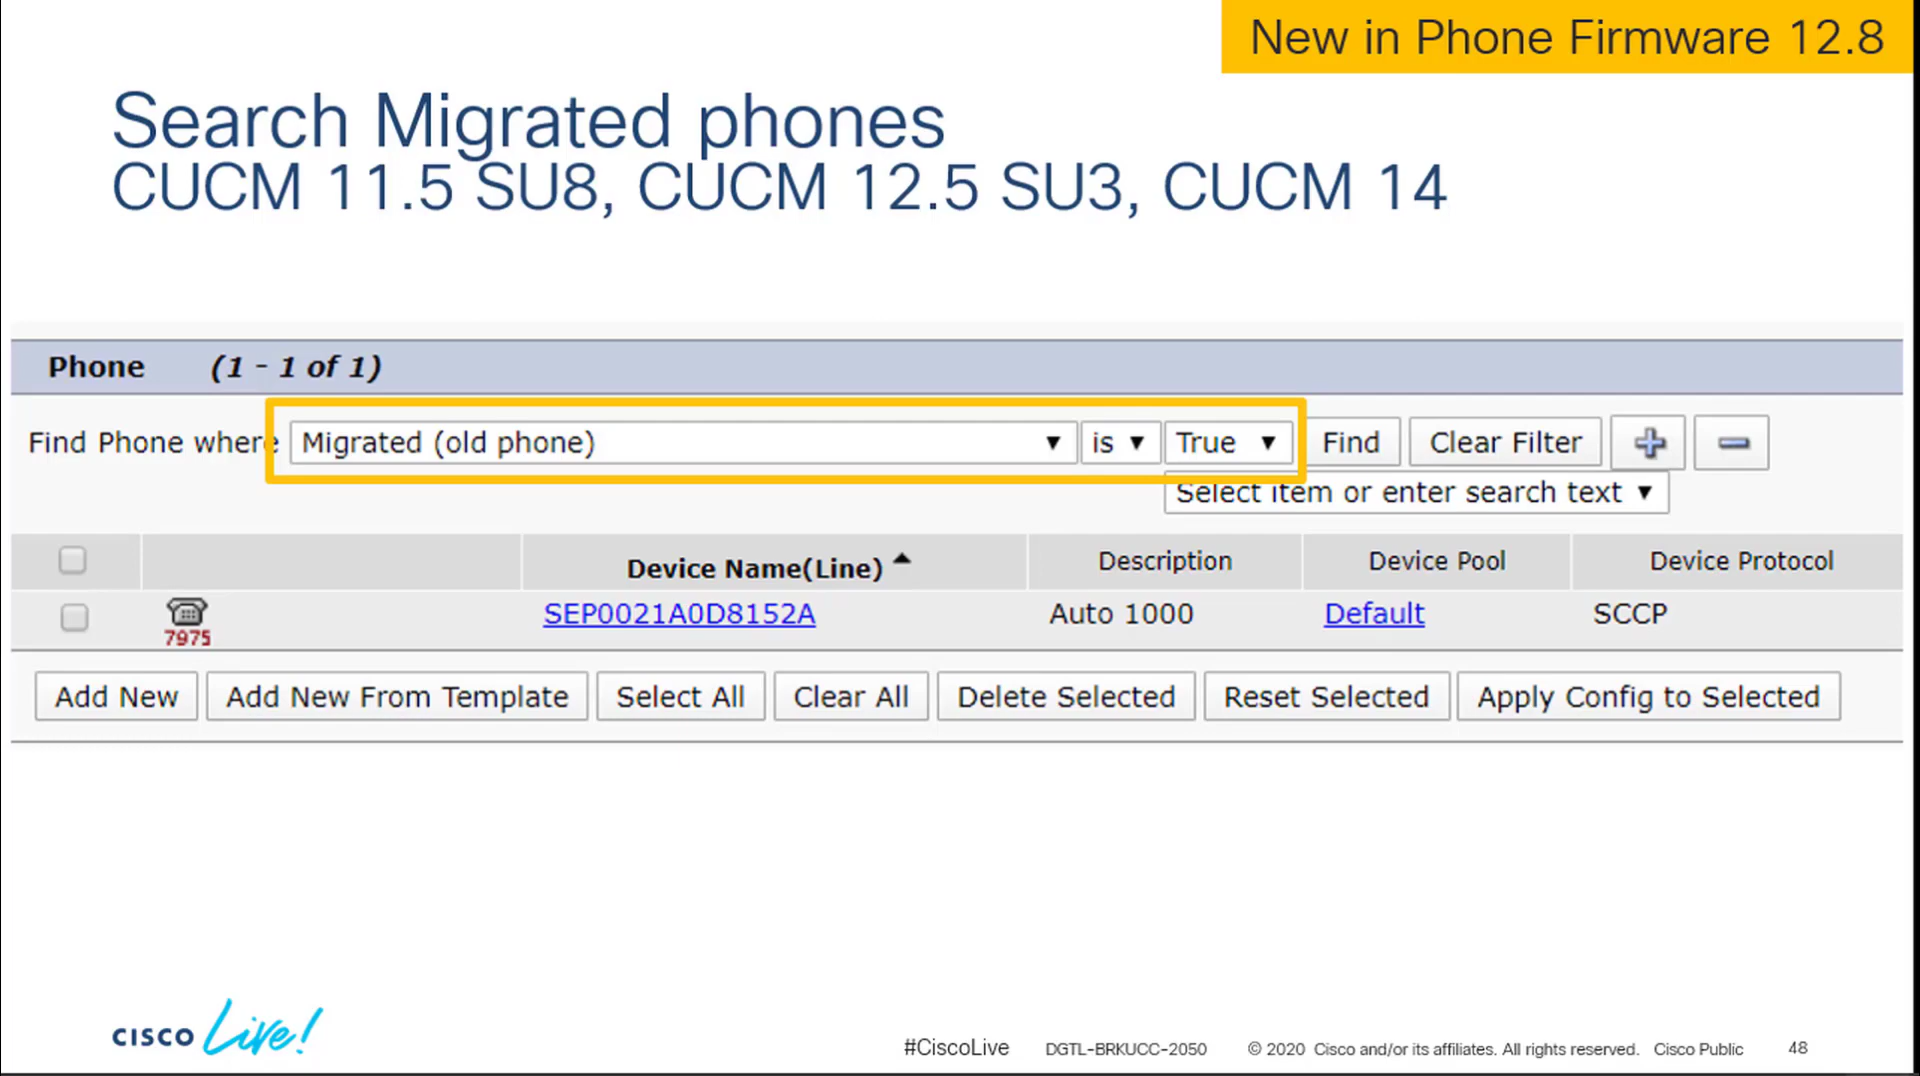 New in Phone Firmware 12.8
Search Migrated phones
CUCM 11.5 SU8, CUCM 12.5 SU3, CUCM 14
Phone (1 - 1 of 1)
Find Phone where Migrated (old phone) is True Find Clear Filter
Select item or enter search text
Device Name(Line) Description Device Pool Device Protocol
7975 SEP0021A0D8152A Auto 1000 Default SCCP
Add New Add New From Template Select All Clear All Delete Selected Reset Selected Apply Config to Selected
CISCO Live!
#CiscoLive DGTL-BRKUCC-2050 © 2020 Cisco and/or its affiliates. All rights reserved. Cisco Public 48